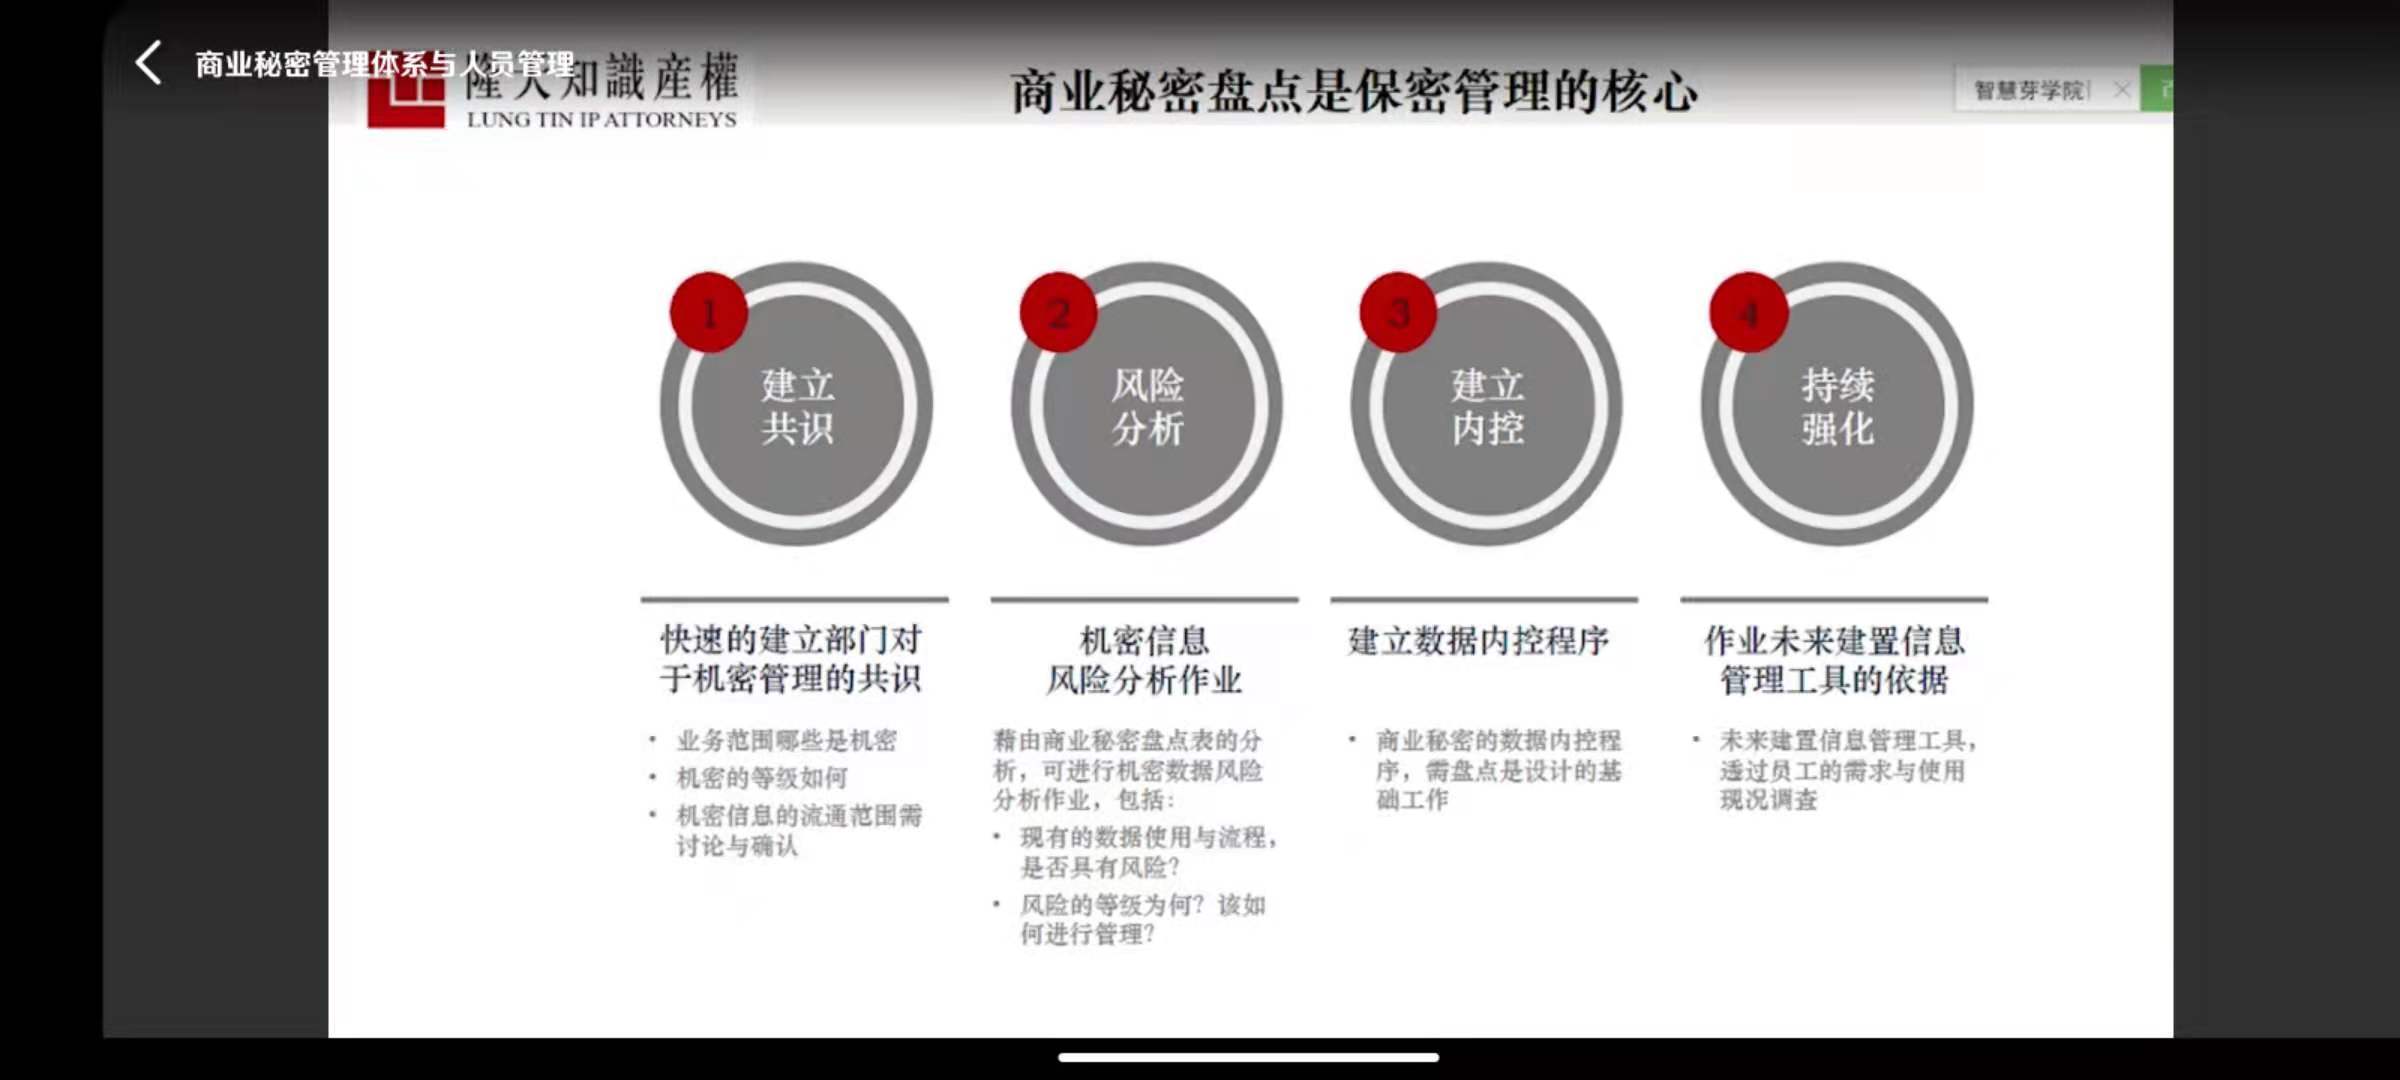 商业秘密管理体系与人员管理
隆天知識産權
LUNG TIN IP ATTORNEYS
商业秘密盘点是保密管理的核心
智慧芽学院
1
建立
共识
快速的建立部门对
于机密管理的共识
• 业务范围哪些是机密
• 机密的等级如何
• 机密信息的流通范围需
讨论与确认
2
风险
分析
机密信息
风险分析作业
藉由商业秘密盘点表的分
析，可进行机密数据风险
分析作业，包括：
• 现有的数据使用与流程，
是否具有风险？
• 风险的等级为何？该如
何进行管理？
3
建立
内控
建立数据内控程序
• 商业秘密的数据内控程
序，需盘点是设计的基
础工作
4
持续
强化
作业未来建置信息
管理工具的依据
• 未来建置信息管理工具，
透过员工的需求与使用
现况调查